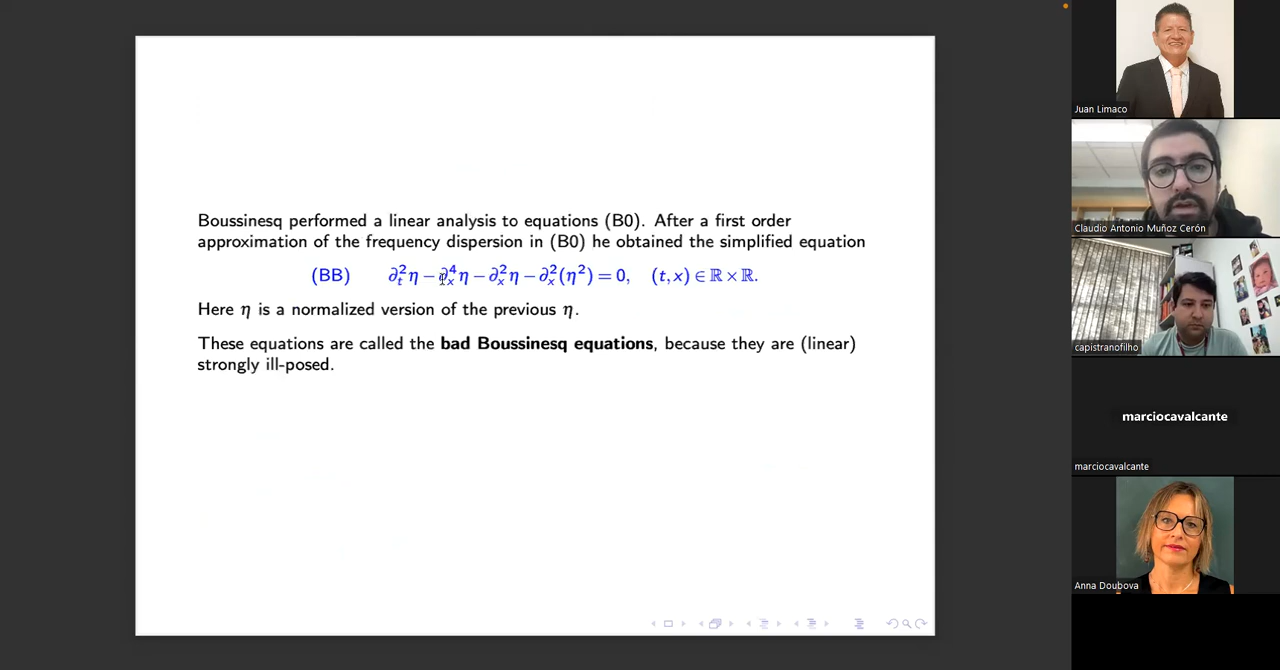 Boussinesq performed a linear analysis to equations (B0). After a first order
approximation of the frequency dispersion in (B0) he obtained the simplified equation
(BB) ∂²ₜη − ∂⁴ₓη − ∂²ₓη − ∂²ₓ(η²) = 0, (t, x) ∈ ℝ × ℝ.
Here η is a normalized version of the previous η.
These equations are called the bad Boussinesq equations, because they are (linear)
strongly ill-posed.
Juan Limaco
Claudio Antonio Muñoz Cerón
capistranofilho
marciocavalcante
marciocavalcante
Anna Doubova